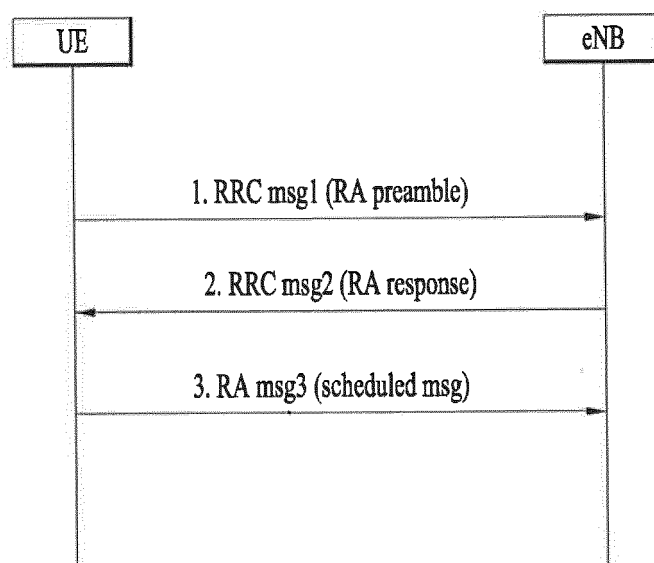 UE
eNB
1. RRC msg1 (RA preamble)
2. RRC msg2 (RA response)
3. RA msg3 (scheduled msg)